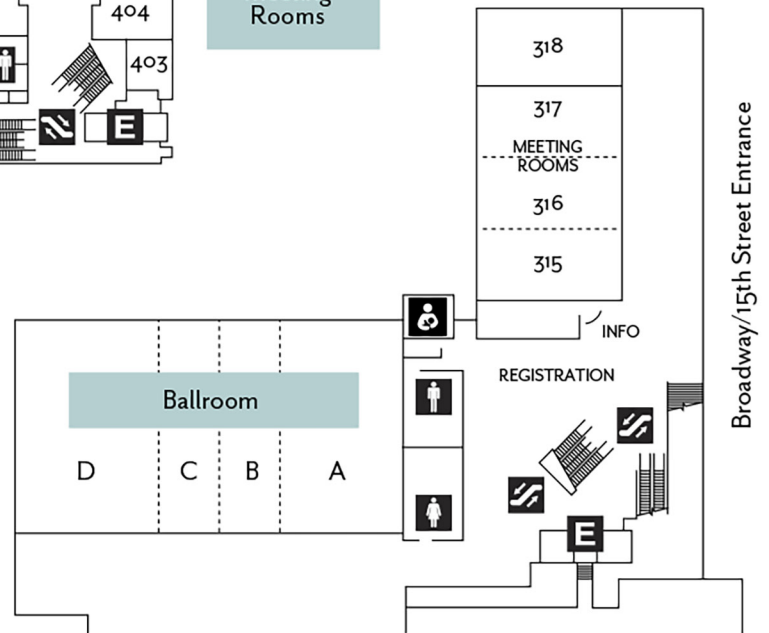 404
Rooms
403
E
318
317
MEETING
ROOMS
316
315
Broadway/15th Street Entrance
INFO
REGISTRATION
Ballroom
D
C
B
A
E